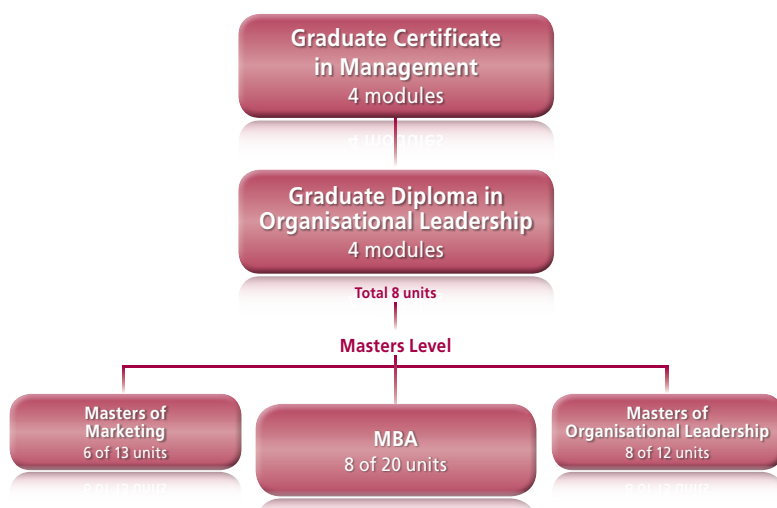 Graduate Certificate
in Management
4 modules
Graduate Diploma in
Organisational Leadership
4 modules
Total 8 units
Masters Level
Masters of
Marketing
6 of 13 units
MBA
8 of 20 units
Masters of
Organisational Leadership
8 of 12 units